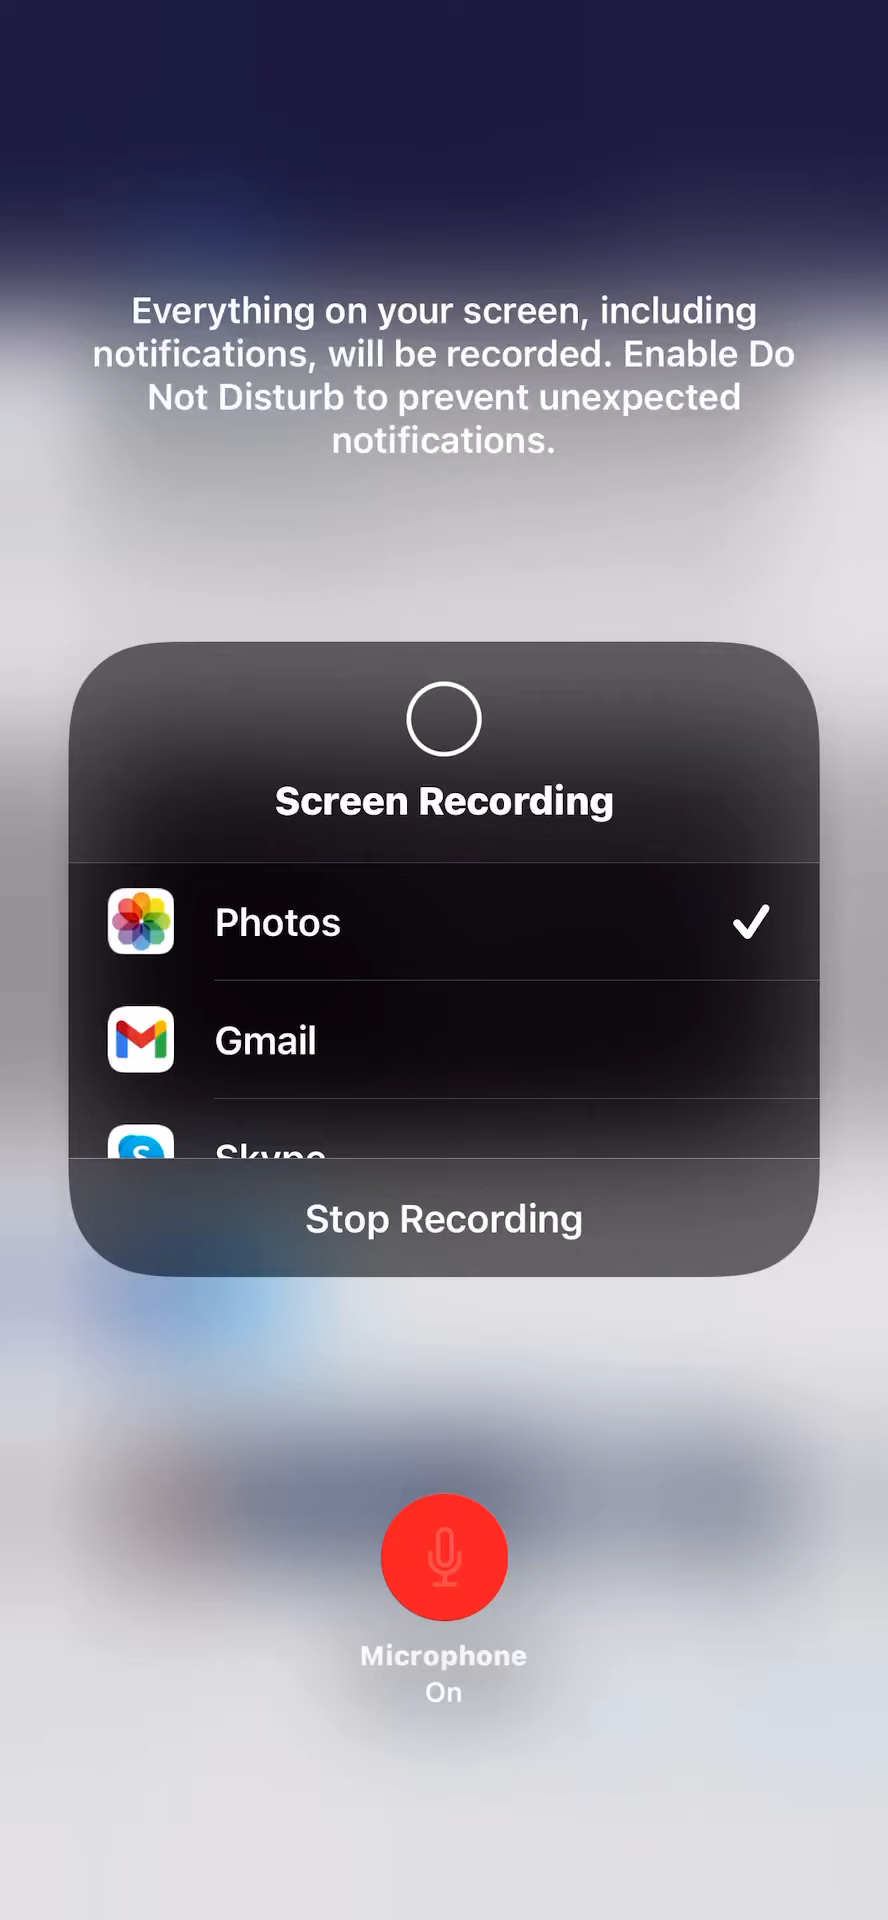 Everything on your screen, including
notifications, will be recorded. Enable Do
Not Disturb to prevent unexpected
notifications.
Screen Recording
Photos
Gmail
Skype
Stop Recording
Microphone
On